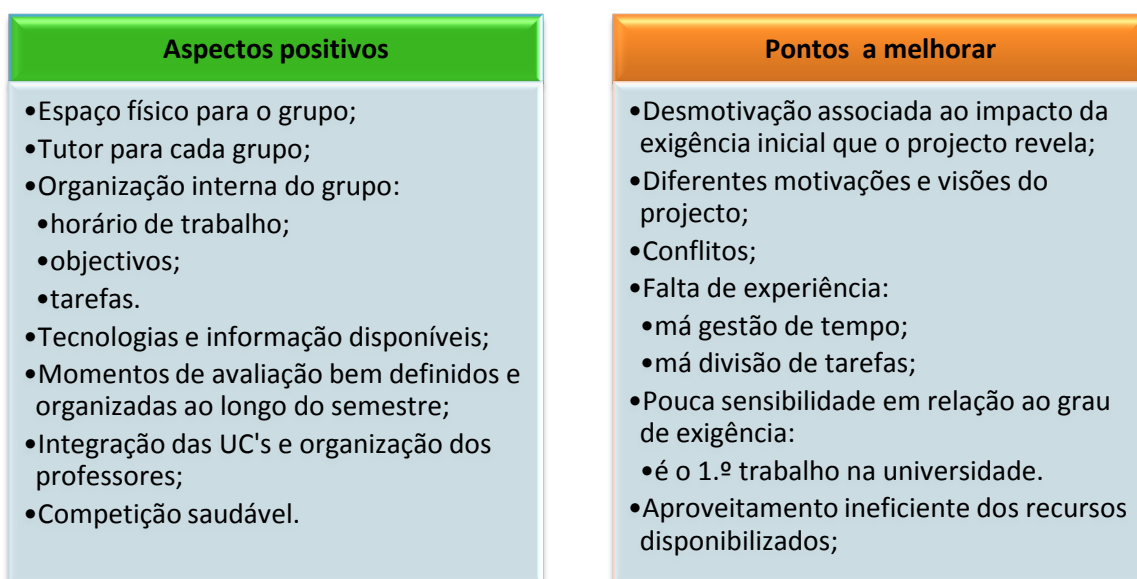 Aspectos positivos
•Espaço físico para o grupo;
•Tutor para cada grupo;
•Organização interna do grupo:
•horário de trabalho;
•objectivos;
•tarefas.
•Tecnologias e informação disponíveis;
•Momentos de avaliação bem definidos e
organizadas ao longo do semestre;
•Integração das UC's e organização dos
professores;
•Competição saudável.
Pontos a melhorar
•Desmotivação associada ao impacto da
exigência inicial que o projecto revela;
•Diferentes motivações e visões do
projecto;
•Conflitos;
•Falta de experiência:
•má gestão de tempo;
•má divisão de tarefas;
•Pouca sensibilidade em relação ao grau
de exigência:
•é o 1.º trabalho na universidade.
•Aproveitamento ineficiente dos recursos
disponibilizados;